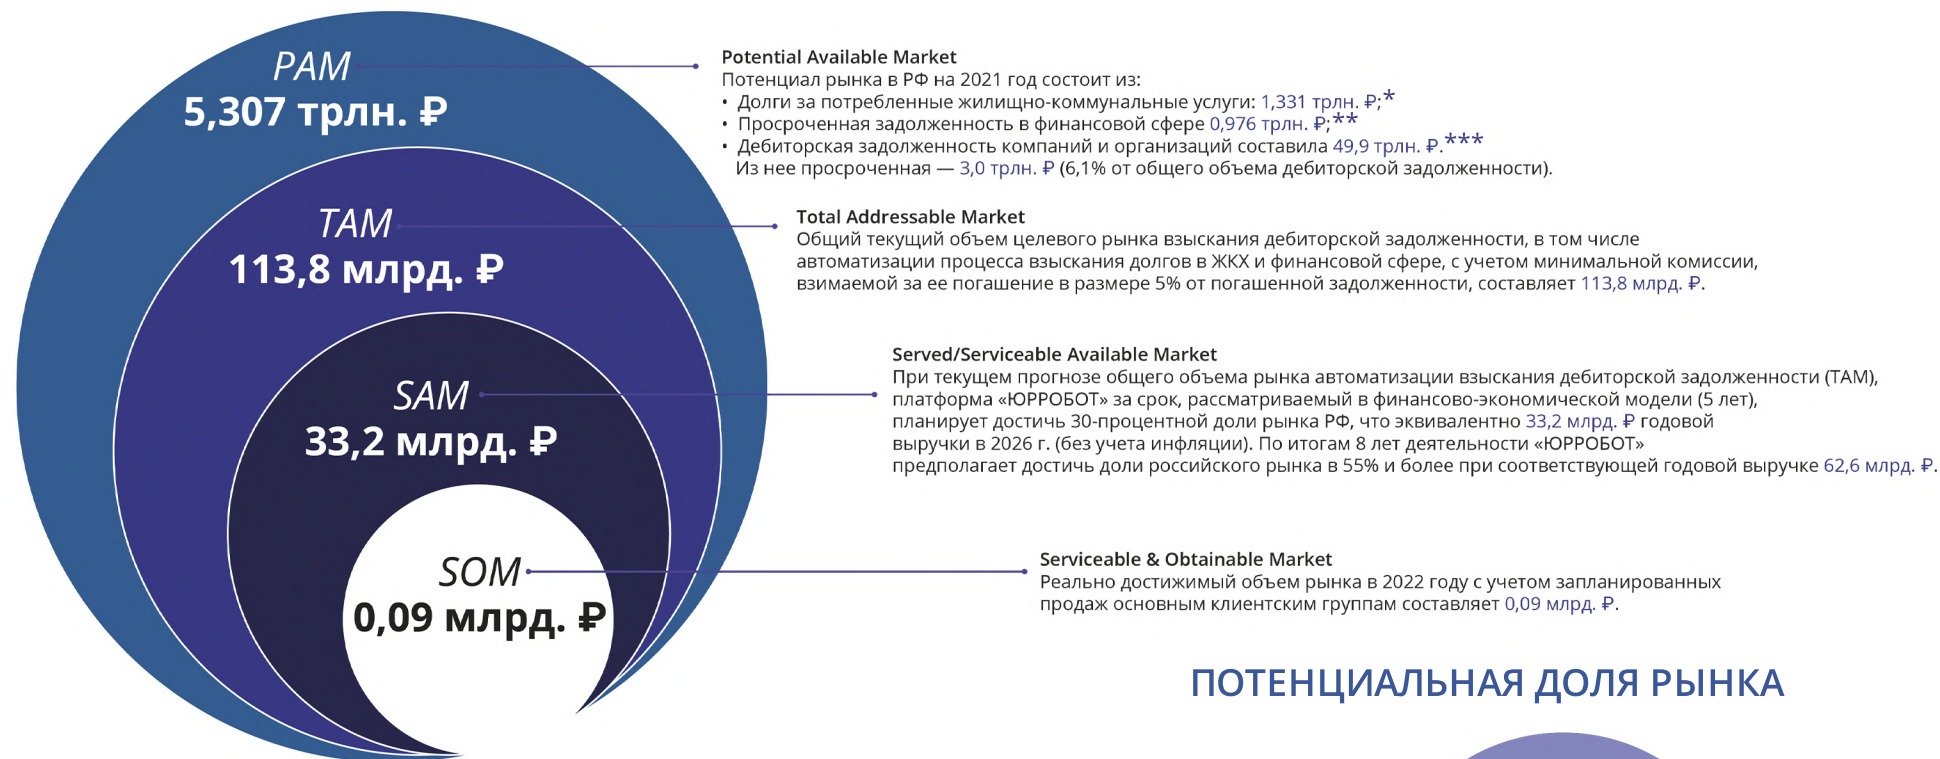 PAM
5,307 трлн. ₽
Potential Available Market
Потенциал рынка в РФ на 2021 год состоит из:
• Долги за потребленные жилищно-коммунальные услуги: 1,331 трлн. ₽;*
• Просроченная задолженность в финансовой сфере 0,976 трлн. ₽;**
• Дебиторская задолженность компаний и организаций составила 49,9 трлн. ₽.***
Из нее просроченная — 3,0 трлн. ₽ (6,1% от общего объема дебиторской задолженности).
TAM
113,8 млрд. ₽
Total Addressable Market
Общий текущий объем целевого рынка взыскания дебиторской задолженности, в том числе
автоматизации процесса взыскания долгов в ЖКХ и финансовой сфере, с учетом минимальной комиссии,
взимаемой за ее погашение в размере 5% от погашенной задолженности, составляет 113,8 млрд. ₽.
SAM
33,2 млрд. ₽
Served/Serviceable Available Market
При текущем прогнозе общего объема рынка автоматизации взыскания дебиторской задолженности (TAM),
платформа «ЮРРОБОТ» за срок, рассматриваемый в финансово-экономической модели (5 лет),
планирует достичь 30-процентной доли рынка РФ, что эквивалентно 33,2 млрд. ₽ годовой
выручки в 2026 г. (без учета инфляции). По итогам 8 лет деятельности «ЮРРОБОТ»
предполагает достичь доли российского рынка в 55% и более при соответствующей годовой выручке 62,6 млрд. ₽.
SOM
0,09 млрд. ₽
Serviceable & Obtainable Market
Реально достижимый объем рынка в 2022 году с учетом запланированных
продаж основным клиентским группам составляет 0,09 млрд. ₽.
ПОТЕНЦИАЛЬНАЯ ДОЛЯ РЫНКА